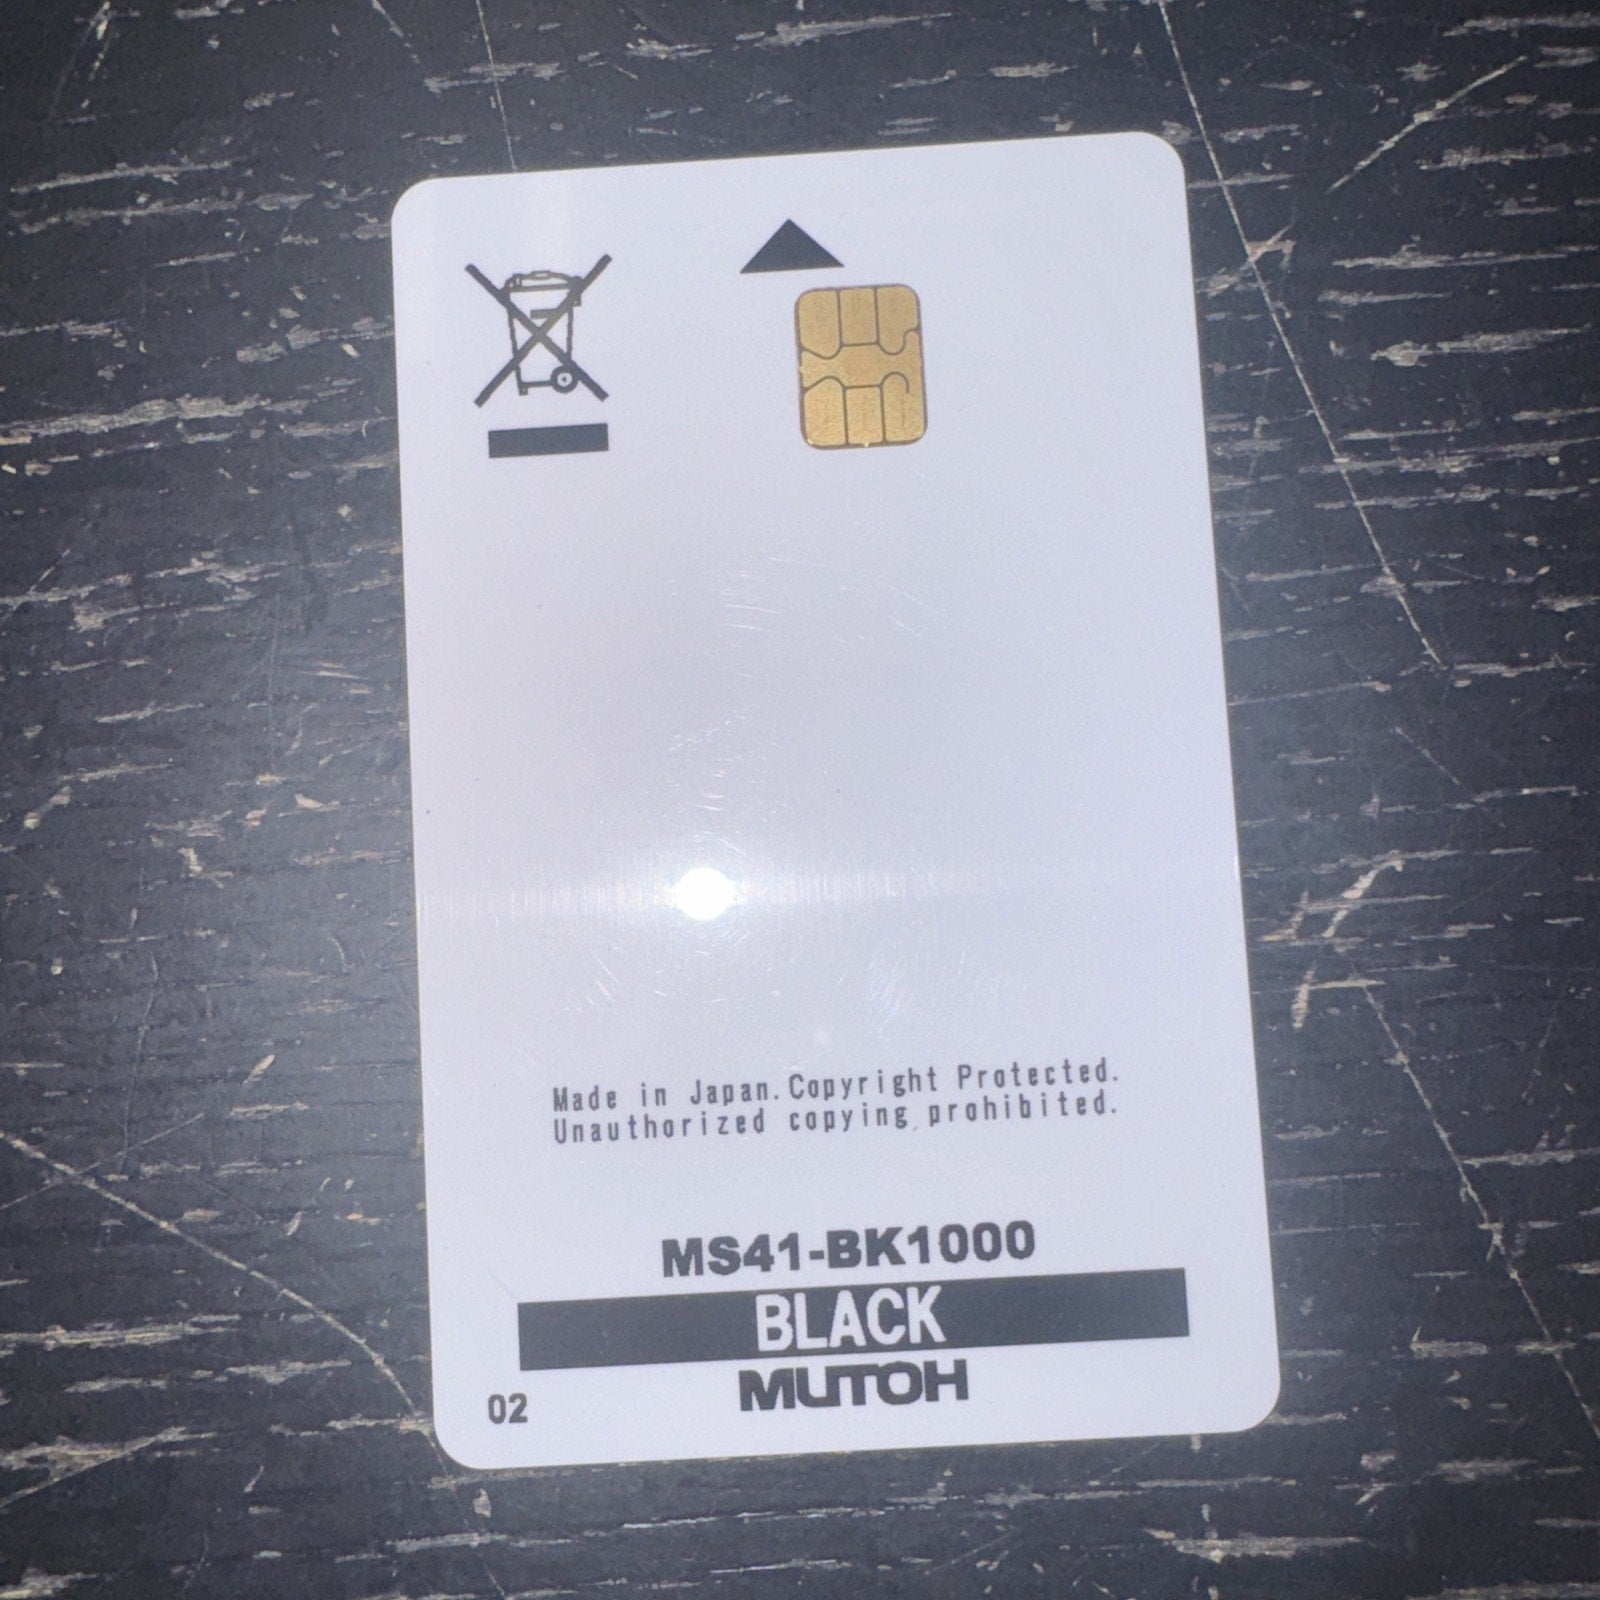 Made in Japan. Copyright Protected.
Unauthorized copying prohibited.
MS41-BK1000
BLACK
MUTOH
02